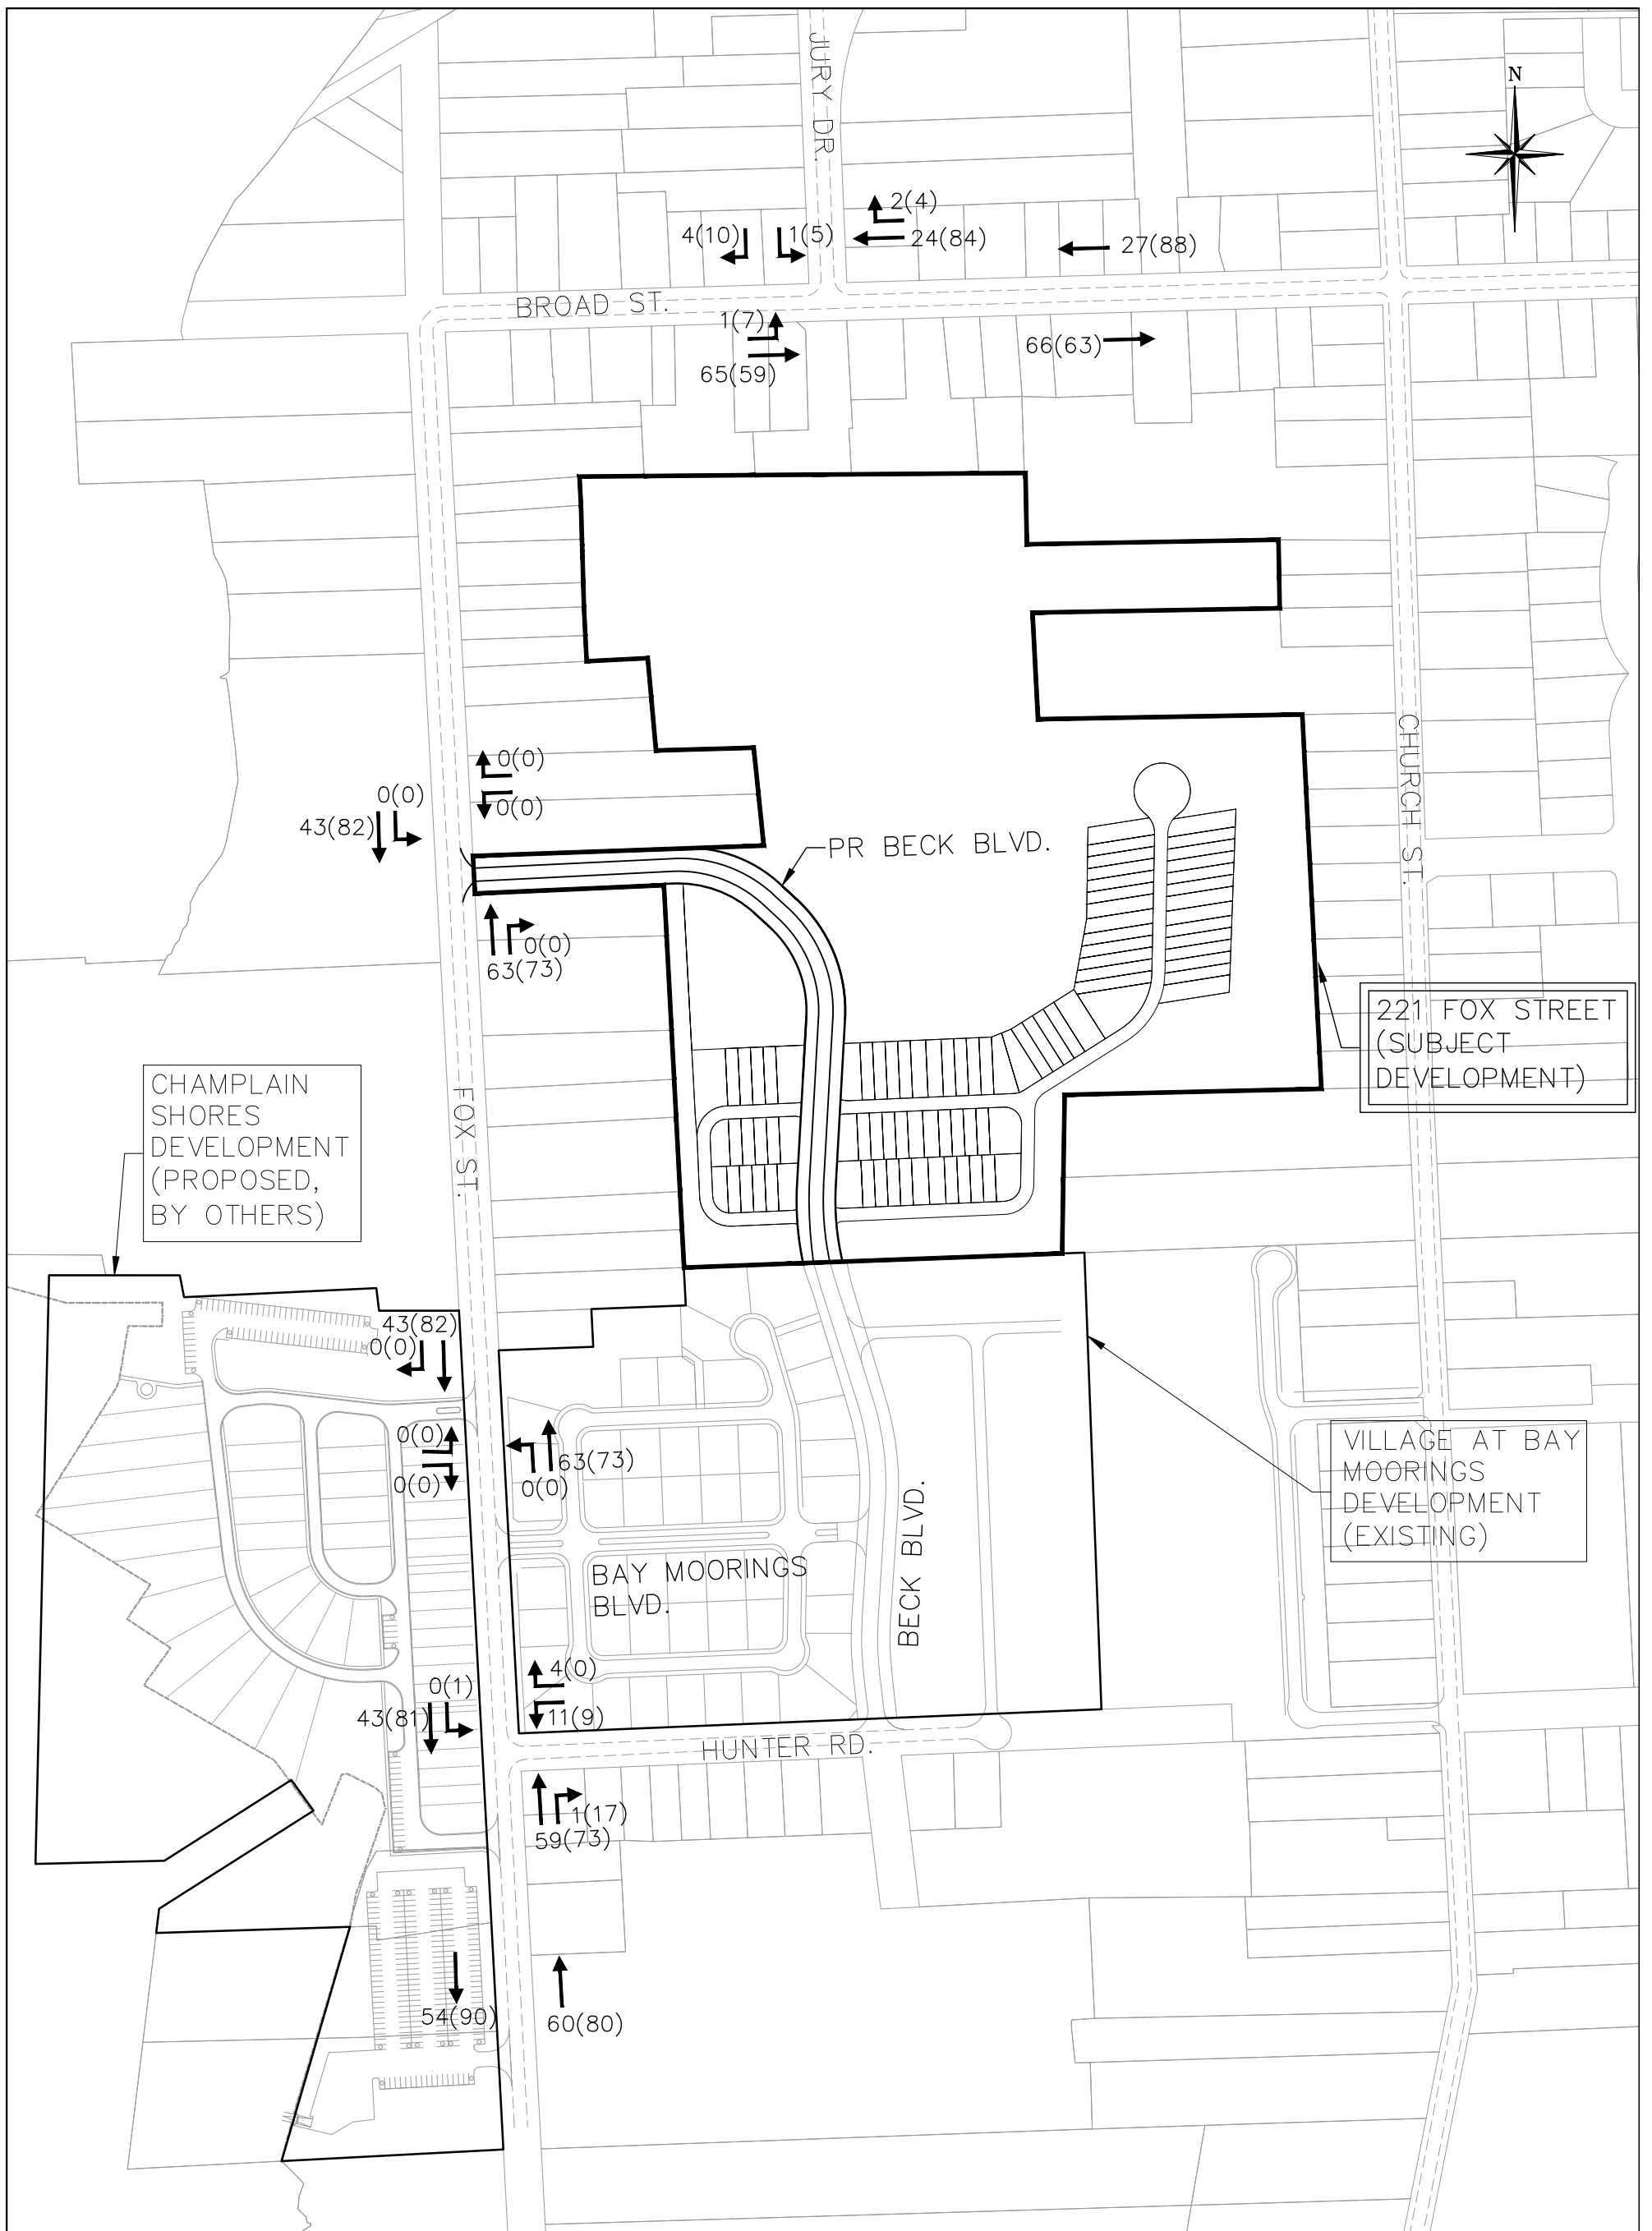 JURY DR.
N
2(4)
4(10)
1(5)
24(84)
27(88)
BROAD ST.
1(7)
66(63)
65(59)
0(0)
0(0)
0(0)
43(82)
PR BECK BLVD.
CHURCH ST.
0(0)
63(73)
221 FOX STREET
(SUBJECT
DEVELOPMENT)
CHAMPLAIN
SHORES
DEVELOPMENT
(PROPOSED,
BY OTHERS)
FOX ST.
43(82)
0(0)
0(0)
0(0)
63(73)
0(0)
VILLAGE AT BAY
MOORINGS
DEVELOPMENT
(EXISTING)
BAY MOORINGS
BLVD.
BECK BLVD.
4(0)
0(1)
43(81)
11(9)
HUNTER RD.
1(17)
59(73)
54(90)
60(80)